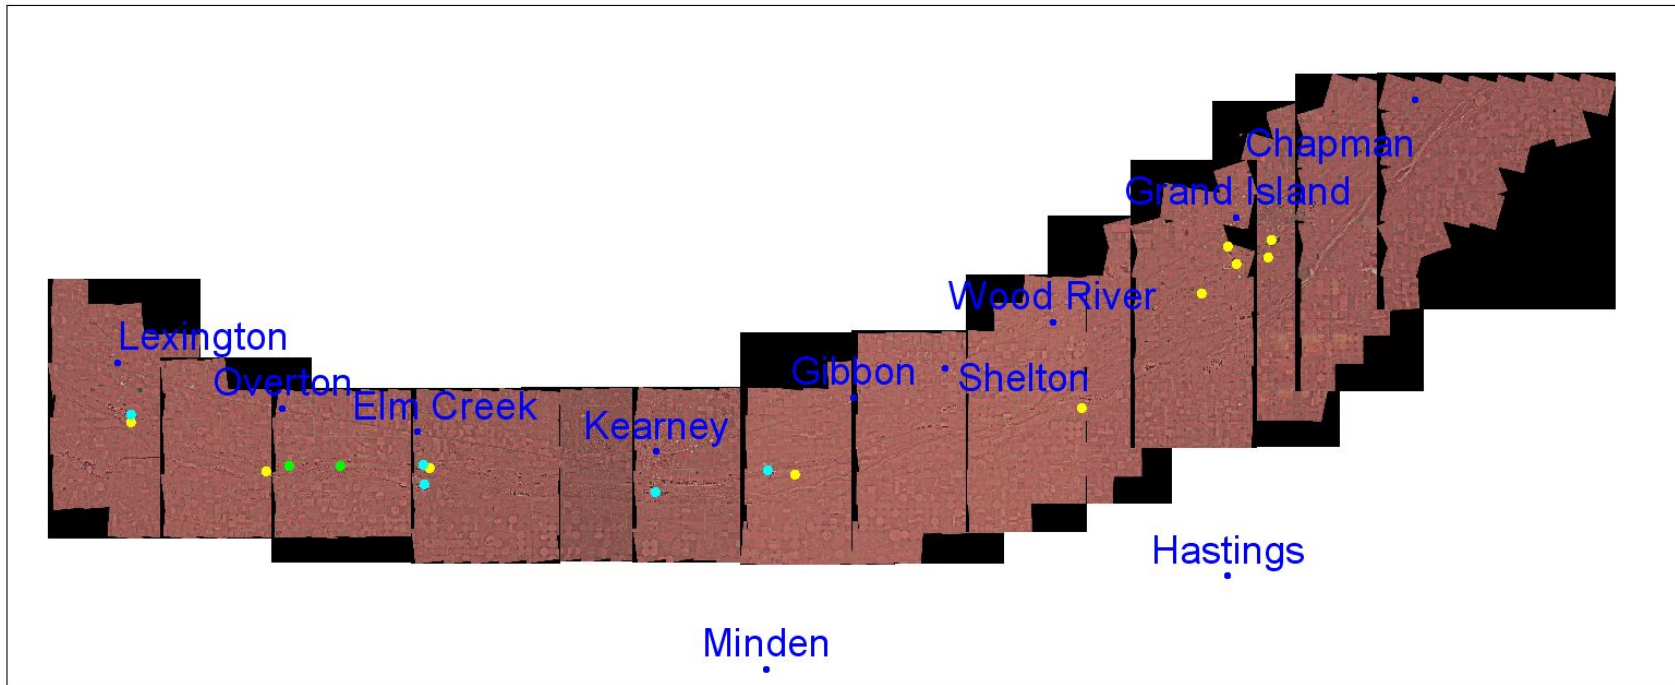 Chapman
Grand Island
Wood River
Lexington
Overton
Gibbon
Shelton
Elm Creek
Kearney
Hastings
Minden